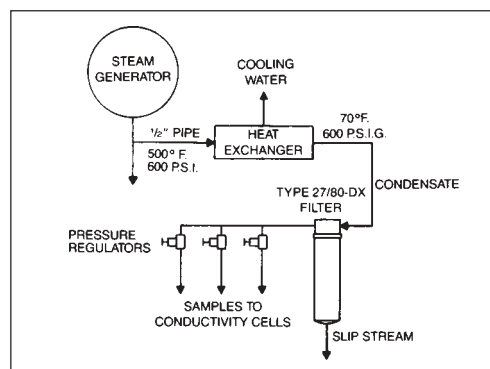 STEAM
GENERATOR
COOLING
WATER
½" PIPE
500° F.
600 P.S.I.
HEAT
EXCHANGER
70°F.
600 P.S.I.G.
CONDENSATE
TYPE 27/80-DX
FILTER
PRESSURE
REGULATORS
SAMPLES TO
CONDUCTIVITY CELLS
SLIP STREAM